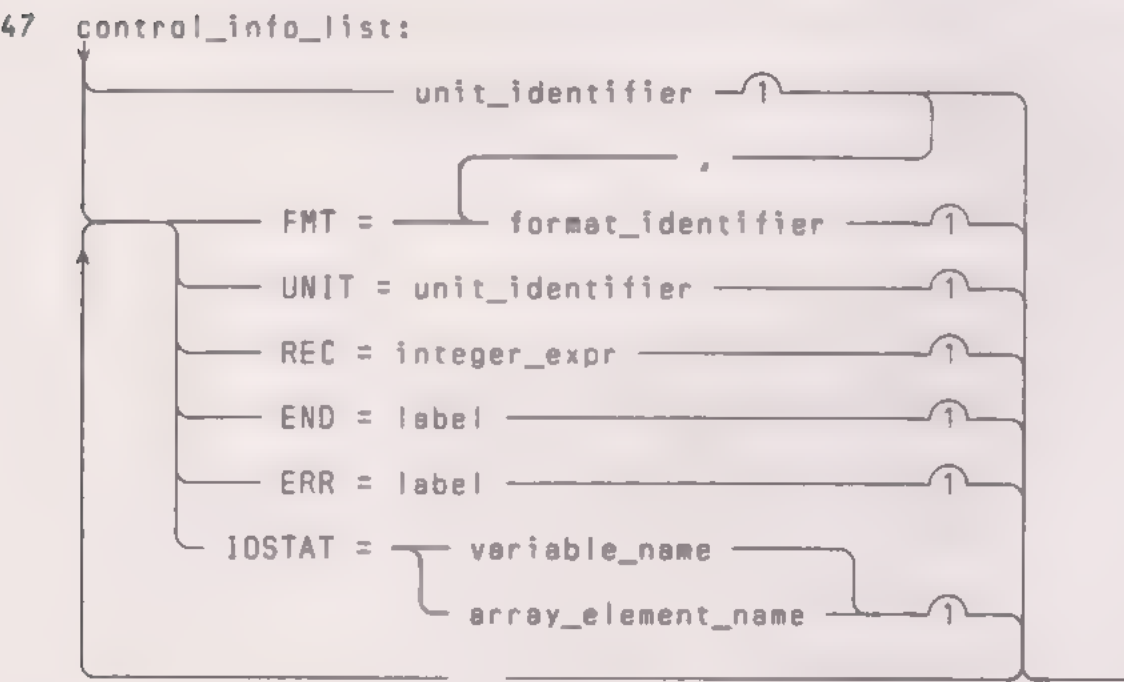 47 control_info_list:
unit_identifier 1
,
FMT = format_identifier 1
UNIT = unit_identifier 1
REC = integer_expr 1
END = label 1
ERR = label 1
IOSTAT = variable_name
array_element_name 1